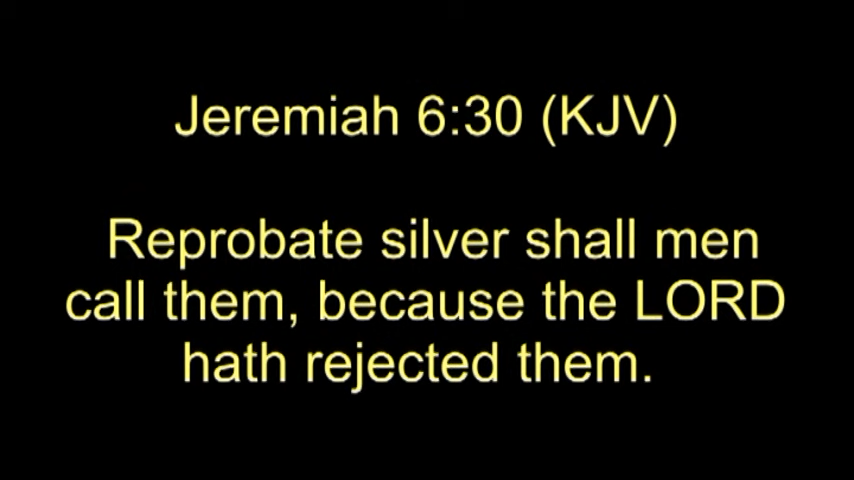 Jeremiah 6:30 (KJV)
Reprobate silver shall men
call them, because the LORD
hath rejected them.